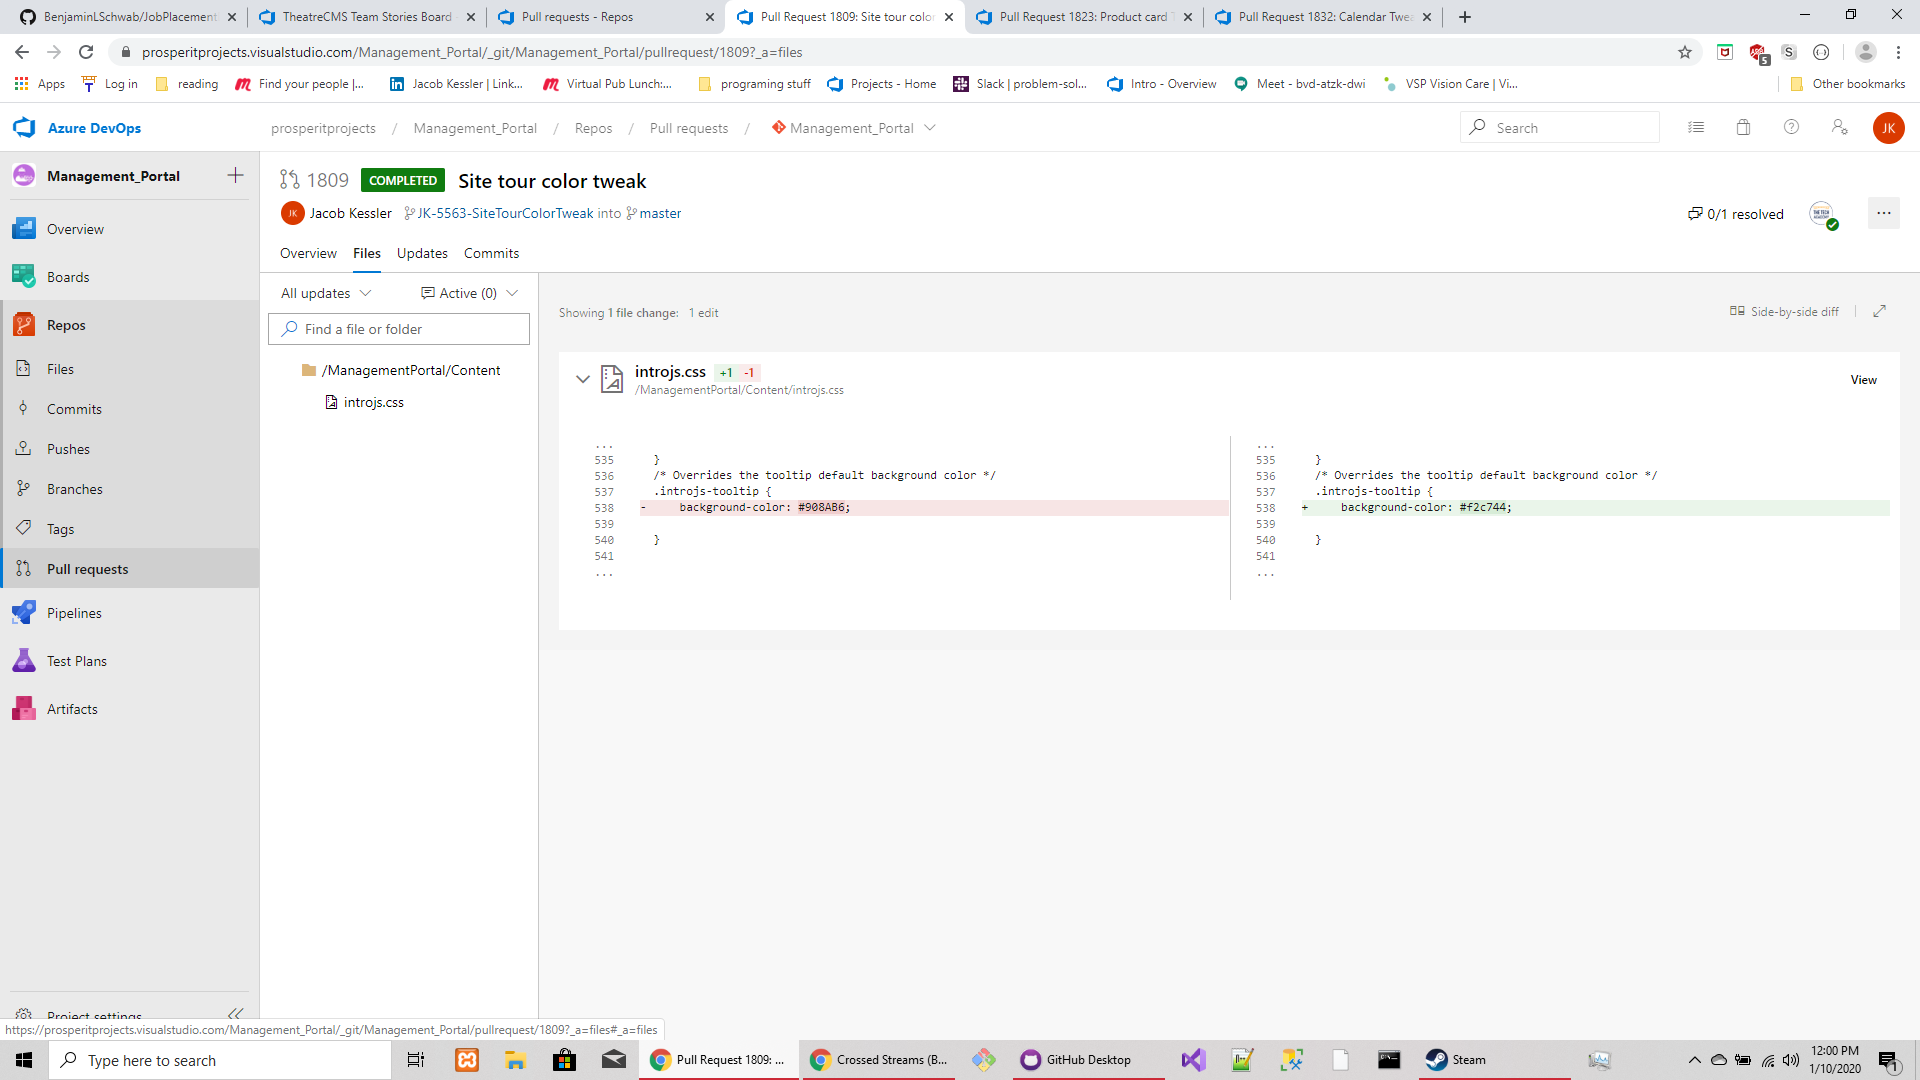 BenjaminLSchwab/JobPlacement
TheatreCMS Team Stories Board
Pull requests - Repos
Pull Request 1809: Site tour color
Pull Request 1823: Product card T
Pull Request 1832: Calendar Twea
prosperitprojects.visualstudio.com/Management_Portal/_git/Management_Portal/pullrequest/1809?_a=files
5
S
Apps
Log in
reading
Find your people |...
Jacob Kessler | Link...
Virtual Pub Lunch:...
programing stuff
Projects - Home
Slack | problem-sol...
Intro - Overview
Meet - bvd-atzk-dwi
VSP Vision Care | Vi...
Other bookmarks
Azure DevOps
prosperitprojects / Management_Portal / Repos / Pull requests / Management_Portal
Search
JK
Management_Portal
Overview
Boards
Repos
Files
Commits
Pushes
Branches
Tags
Pull requests
Pipelines
Test Plans
Artifacts
Project settings
1809 COMPLETED Site tour color tweak
JK Jacob Kessler JK-5563-SiteTourColorTweak into master
0/1 resolved
THE TECH
ACADEMY
...
Overview Files Updates Commits
All updates
Active (0)
Find a file or folder
/ManagementPortal/Content
introjs.css
Showing 1 file change: 1 edit
Side-by-side diff
introjs.css +1 -1
/ManagementPortal/Content/introjs.css
View
...
535 }
536 /* Overrides the tooltip default background color */
537 .introjs-tooltip {
538 - background-color: #908AB6;
539
540 }
541
...
...
535 }
536 /* Overrides the tooltip default background color */
537 .introjs-tooltip {
538 + background-color: #f2c744;
539
540 }
541
...
https://prosperitprojects.visualstudio.com/Management_Portal/_git/Management_Portal/pullrequest/1809?_a=files#_a=files
Type here to search
Pull Request 1809: ...
Crossed Streams (B...
GitHub Desktop
Steam
12:00 PM
1/10/2020
1